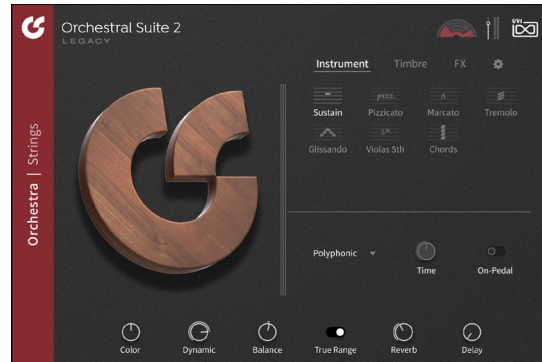 Orchestral Suite 2
LEGACY
UVI
Orchestra | Strings
Instrument Timbre FX
pizz. Λ 5th
Sustain Pizzicato Marcato Tremolo
Glissando Violas 5th Chords
Polyphonic
Time On-Pedal
Color Dynamic Balance True Range Reverb Delay